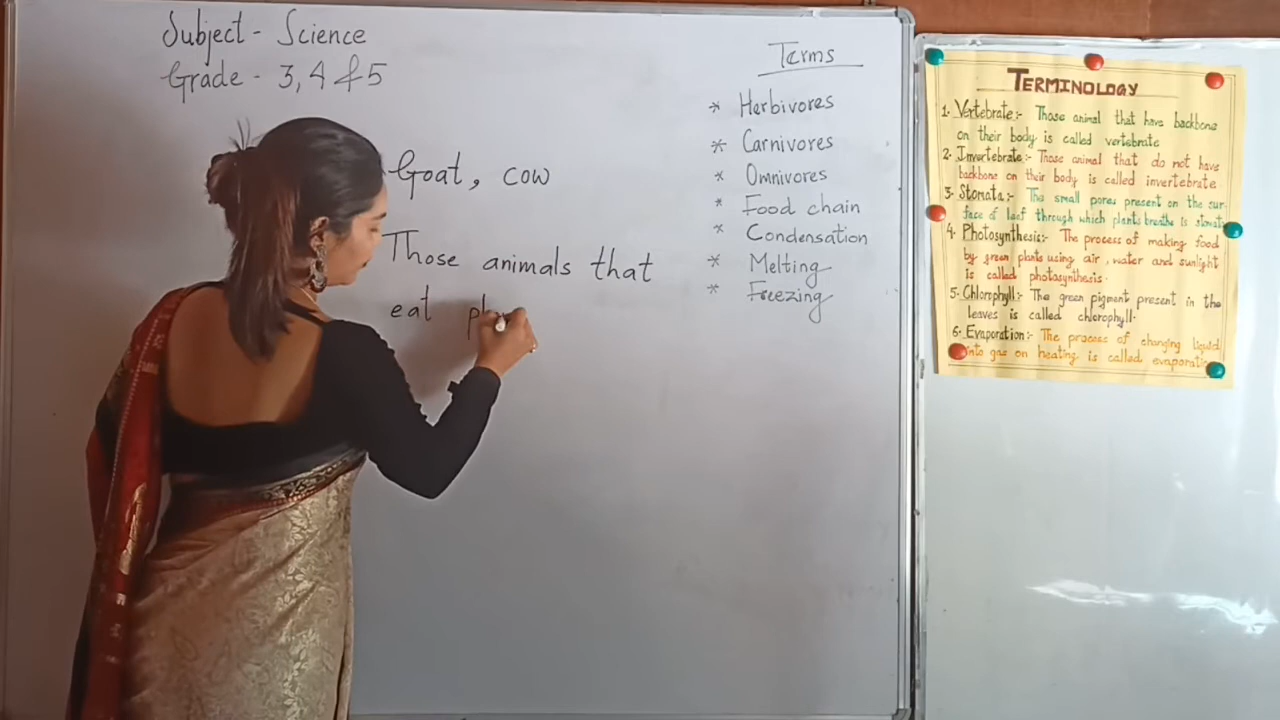 Subject - Science
Grade - 3, 4 & 5
Goat, cow
Those animals that
eat
Terms
* Herbivores
* Carnivores
* Omnivores
* Food chain
* Condensation
* Melting
* Freezing
TERMINOLOGY
1. Vertebrate:- Those animal that have backbone
on their body is called vertebrate
2. Invertebrate:- Those animal that do not have
backbone on their body is called invertebrate.
3. Stomata:- The small pores present on the sur-
face of leaf through which plants breathe is stomata
4. Photosynthesis:- The process of making food
by green plants using air, water and sunlight
is called photosynthesis.
5. Chlorophyll:- The green pigment present in the
leaves is called chlorophyll.
6. Evaporation:- The process of changing liquid
into gas on heating is called evaporation